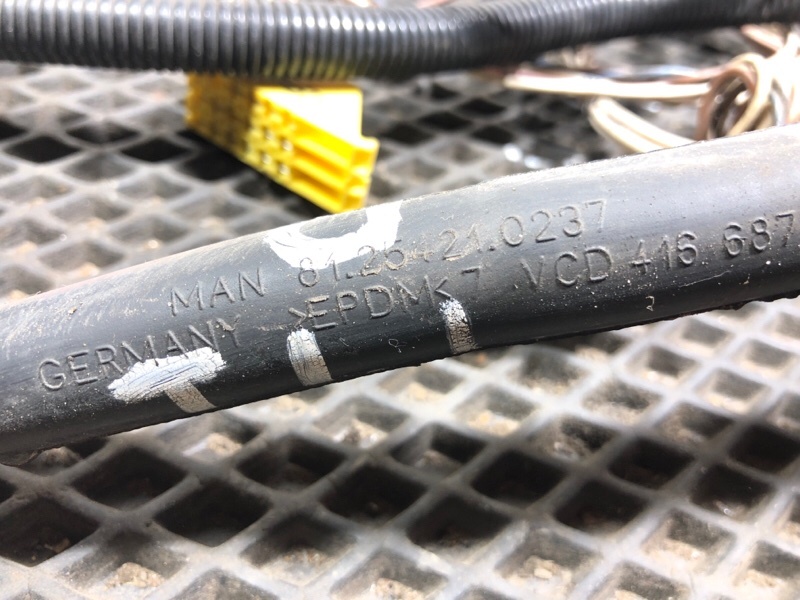 MAN 81.25421.0237
GERMANY >EPDM< 7 VCD 416 687